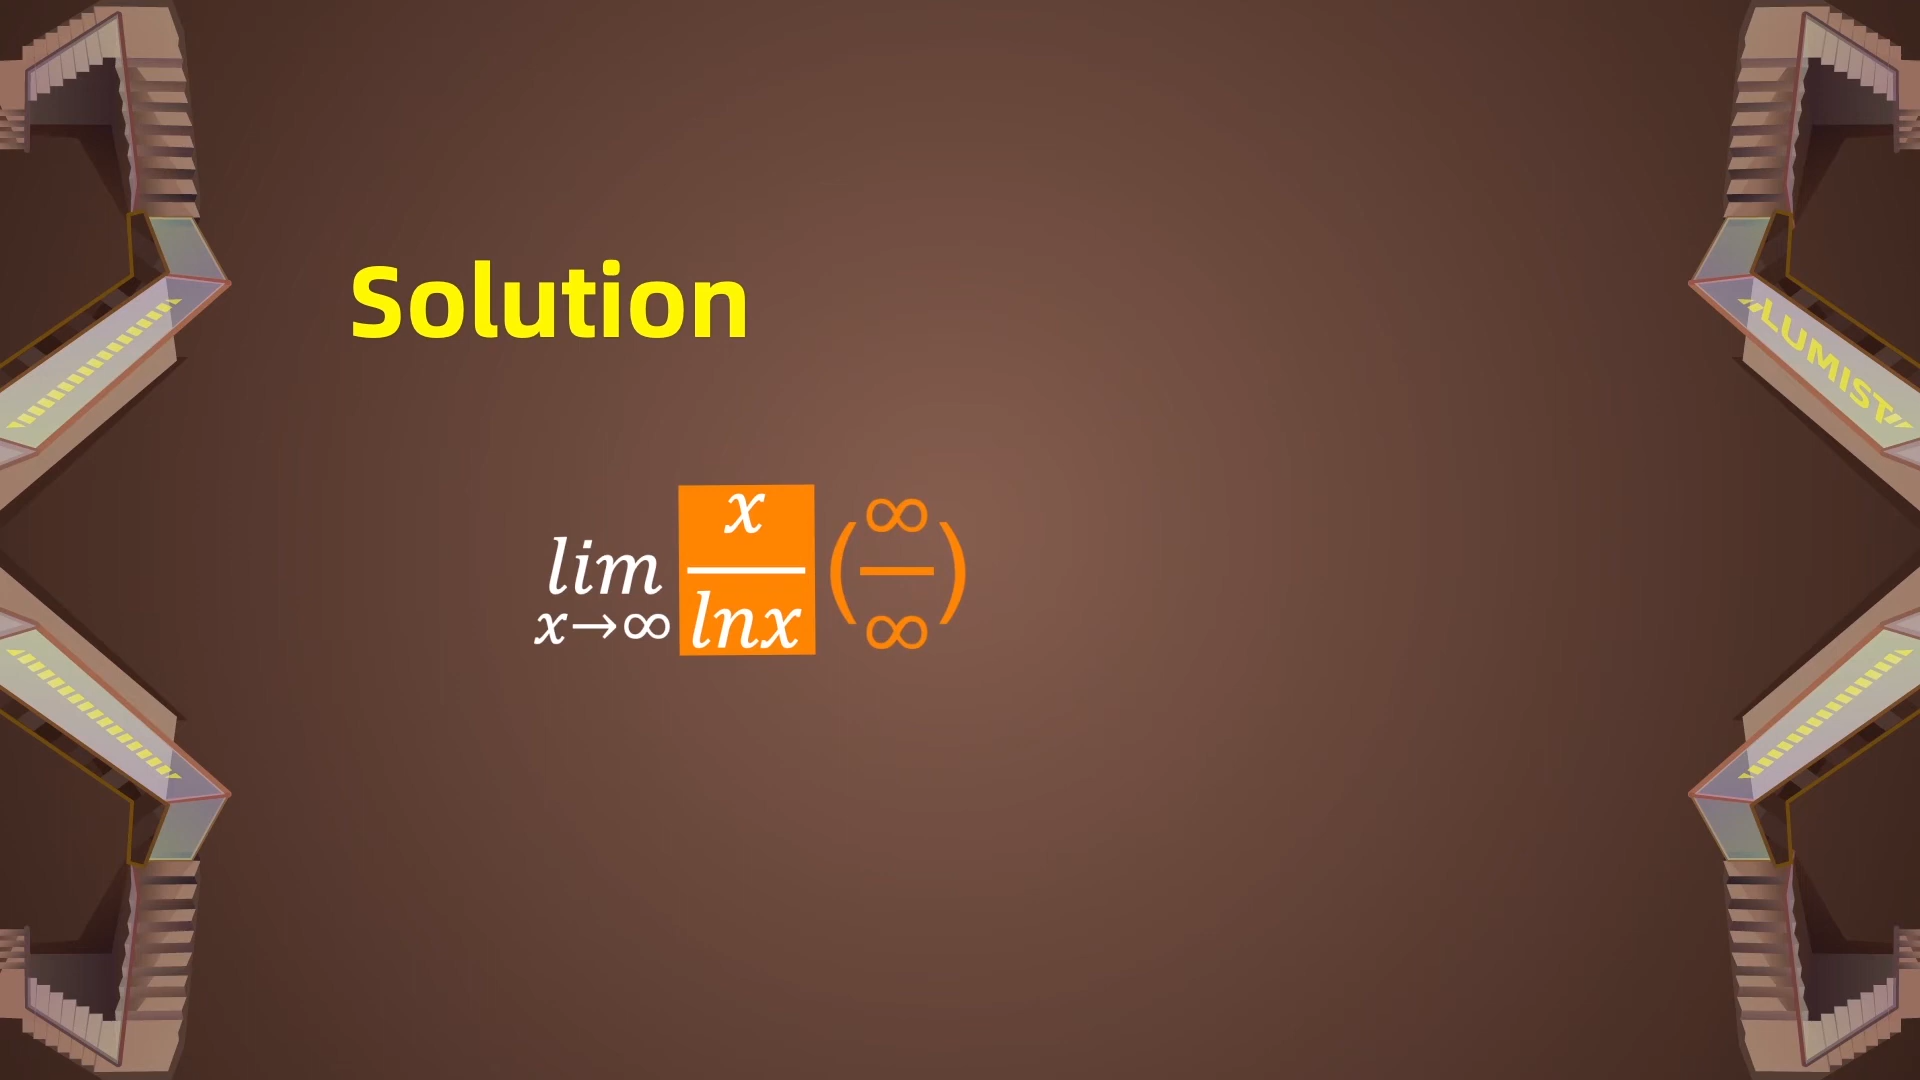 Solution
lim x→∞ x/lnx (∞/∞)
LUMIST